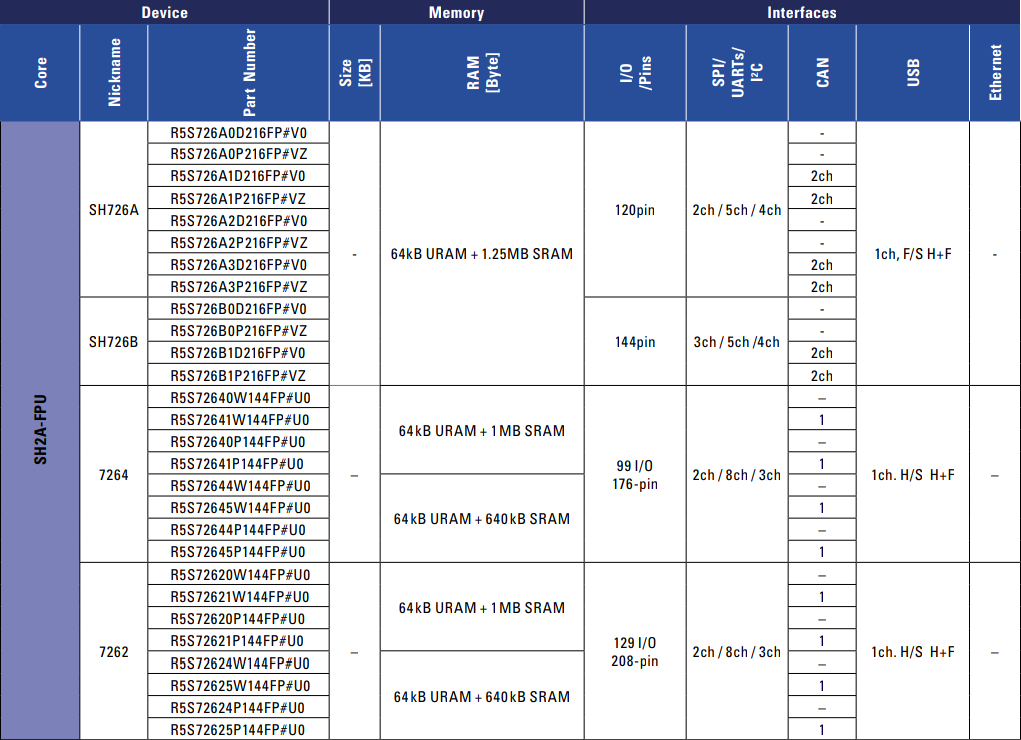 Device Memory Interfaces
Core Nickname Part Number Size [KB] RAM [Byte] I/O /Pins SPI/ UARTs/ I²C CAN USB Ethernet
SH2A-FPU
SH726A
R5S726A0D216FP#V0 -
R5S726A0P216FP#VZ -
R5S726A1D216FP#V0 2ch
R5S726A1P216FP#VZ 2ch
120pin 2ch / 5ch / 4ch
R5S726A2D216FP#V0 -
R5S726A2P216FP#VZ -
- 64kB URAM + 1.25MB SRAM 1ch, F/S H+F -
R5S726A3D216FP#V0 2ch
R5S726A3P216FP#VZ 2ch
SH726B
R5S726B0D216FP#V0 -
R5S726B0P216FP#VZ -
144pin 3ch / 5ch /4ch
R5S726B1D216FP#V0 2ch
R5S726B1P216FP#VZ 2ch
7264
R5S72640W144FP#U0 –
R5S72641W144FP#U0 1
64kB URAM + 1MB SRAM
R5S72640P144FP#U0 –
R5S72641P144FP#U0 1
– 99 I/O
176-pin 2ch / 8ch / 3ch 1ch. H/S H+F –
R5S72644W144FP#U0 –
R5S72645W144FP#U0 1
64kB URAM + 640kB SRAM
R5S72644P144FP#U0 –
R5S72645P144FP#U0 1
7262
R5S72620W144FP#U0 –
R5S72621W144FP#U0 1
64kB URAM + 1MB SRAM
R5S72620P144FP#U0 –
R5S72621P144FP#U0 1
– 129 I/O
208-pin 2ch / 8ch / 3ch 1ch. H/S H+F –
R5S72624W144FP#U0 –
R5S72625W144FP#U0 1
64kB URAM + 640kB SRAM
R5S72624P144FP#U0 –
R5S72625P144FP#U0 1